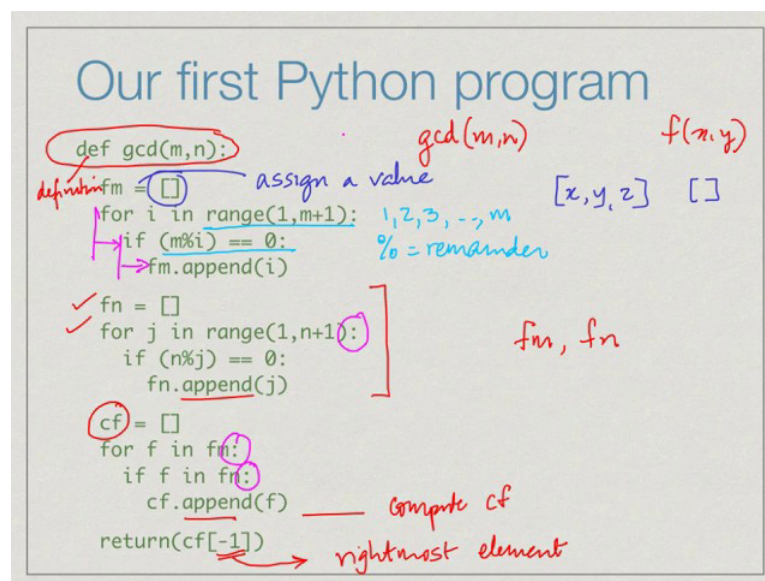 Our first Python program
def gcd(m,n):
gcd(m,n)
f(x,y)
definition
fm = []
assign a value
[x,y,z] []
for i in range(1,m+1):
1,2,3, --, m
if (m%i) == 0:
% = remainder
fm.append(i)
fn = []
for j in range(1,n+1):
fm, fn
if (n%j) == 0:
fn.append(j)
cf = []
for f in fm:
if f in fn:
cf.append(f)
compute cf
return(cf[-1])
rightmost element